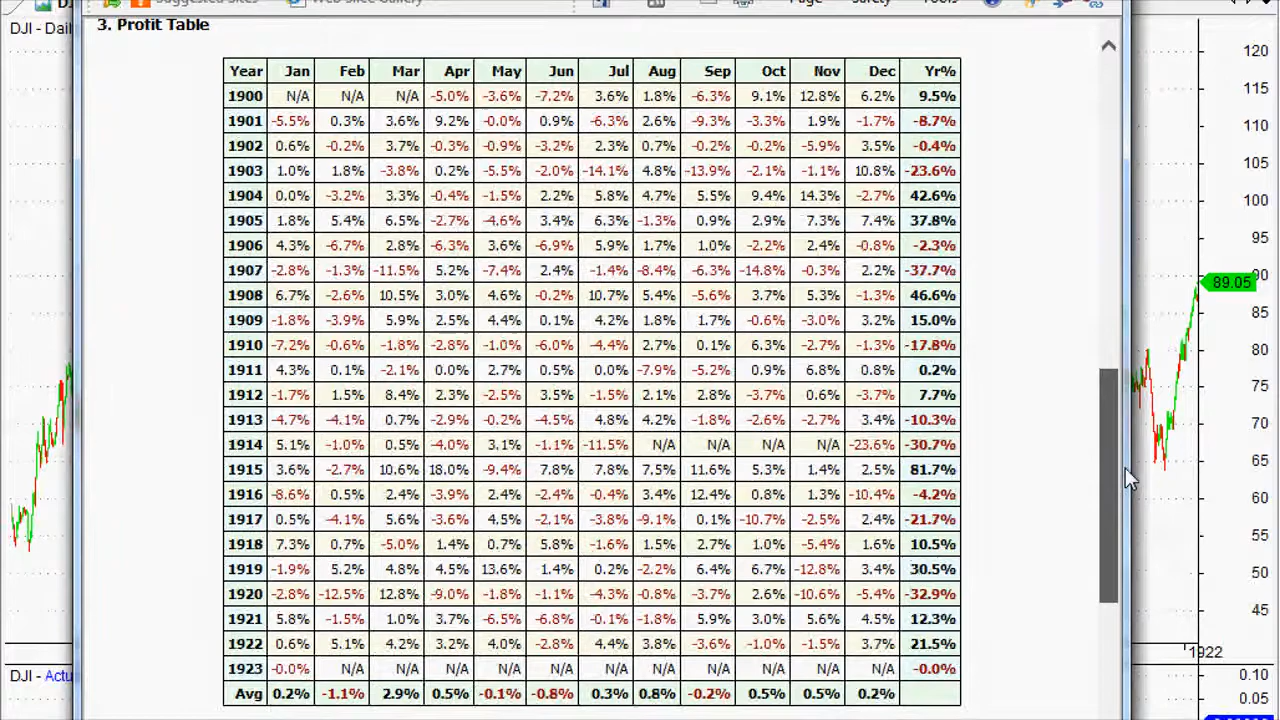 Suggested Sites Web Slice Gallery Page Safety Tools
DJI - Dail
3. Profit Table
Year Jan Feb Mar Apr May Jun Jul Aug Sep Oct Nov Dec Yr%
1900 N/A N/A N/A -5.0% -3.6% -7.2% 3.6% 1.8% -6.3% 9.1% 12.8% 6.2% 9.5%
1901 -5.5% 0.3% 3.6% 9.2% -0.0% 0.9% -6.3% 2.6% -9.3% -3.3% 1.9% -1.7% -8.7%
1902 0.6% -0.2% 3.7% -0.3% -0.9% -3.2% 2.3% 0.7% -0.2% -0.2% -5.9% 3.5% -0.4%
1903 1.0% 1.8% -3.8% 0.2% -5.5% -2.0% -14.1% 4.8% -13.9% -2.1% -1.1% 10.8% -23.6%
1904 0.0% -3.2% 3.3% -0.4% -1.5% 2.2% 5.8% 4.7% 5.5% 9.4% 14.3% -2.7% 42.6%
1905 1.8% 5.4% 6.5% -2.7% -4.6% 3.4% 6.3% -1.3% 0.9% 2.9% 7.3% 7.4% 37.8%
1906 4.3% -6.7% 2.8% -6.3% 3.6% -6.9% 5.9% 1.7% 1.0% -2.2% 2.4% -0.8% -2.3%
1907 -2.8% -1.3% -11.5% 5.2% -7.4% 2.4% -1.4% -8.4% -6.3% -14.8% -0.3% 2.2% -37.7%
1908 6.7% -2.6% 10.5% 3.0% 4.6% -0.2% 10.7% 5.4% -5.6% 3.7% 5.3% -1.3% 46.6%
1909 -1.8% -3.9% 5.9% 2.5% 4.4% 0.1% 4.2% 1.8% 1.7% -0.6% -3.0% 3.2% 15.0%
1910 -7.2% -0.6% -1.8% -2.8% -1.0% -6.0% -4.4% 2.7% 0.1% 6.3% -2.7% -1.3% -17.8%
1911 4.3% 0.1% -2.1% 0.0% 2.7% 0.5% 0.0% -7.9% -5.2% 0.9% 6.8% 0.8% 0.2%
1912 -1.7% 1.5% 8.4% 2.3% -2.5% 3.5% -1.5% 2.1% 2.8% -3.7% 0.6% -3.7% 7.7%
1913 -4.7% -4.1% 0.7% -2.9% -0.2% -4.5% 4.8% 4.2% -1.8% -2.6% -2.7% 3.4% -10.3%
1914 5.1% -1.0% 0.5% -4.0% 3.1% -1.1% -11.5% N/A N/A N/A N/A -23.6% -30.7%
1915 3.6% -2.7% 10.6% 18.0% -9.4% 7.8% 7.8% 7.5% 11.6% 5.3% 1.4% 2.5% 81.7%
1916 -8.6% 0.5% 2.4% -3.9% 2.4% -2.4% -0.4% 3.4% 12.4% 0.8% 1.3% -10.4% -4.2%
1917 0.5% -4.1% 5.6% -3.6% 4.5% -2.1% -3.8% -9.1% 0.1% -10.7% -2.5% 2.4% -21.7%
1918 7.3% 0.7% -5.0% 1.4% 0.7% 5.8% -1.6% 1.5% 2.7% 1.0% -5.4% 1.6% 10.5%
1919 -1.9% 5.2% 4.8% 4.5% 13.6% 1.4% 0.2% -2.2% 6.4% 6.7% -12.8% 3.4% 30.5%
1920 -2.8% -12.5% 12.8% -9.0% -1.8% -1.1% -4.3% -0.8% -3.7% 2.6% -10.6% -5.4% -32.9%
1921 5.8% -1.5% 1.0% 3.7% -6.5% -6.8% -0.1% -1.8% 5.9% 3.0% 5.6% 4.5% 12.3%
1922 0.6% 5.1% 4.2% 3.2% 4.0% -2.8% 4.4% 3.8% -3.6% -1.0% -1.5% 3.7% 21.5%
1923 -0.0% N/A N/A N/A N/A N/A N/A N/A N/A N/A N/A N/A -0.0%
Avg 0.2% -1.1% 2.9% 0.5% -0.1% -0.8% 0.3% 0.8% -0.2% 0.5% 0.5% 0.2%
120
115
110
105
100
95
90
89.05
85
80
75
70
65
60
55
50
45
1922
DJI - Actu
0.10
0.05